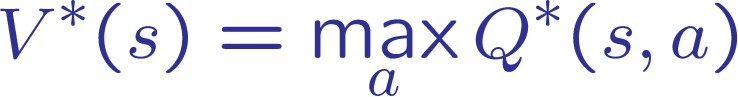 V*(s) = max_a Q*(s, a)